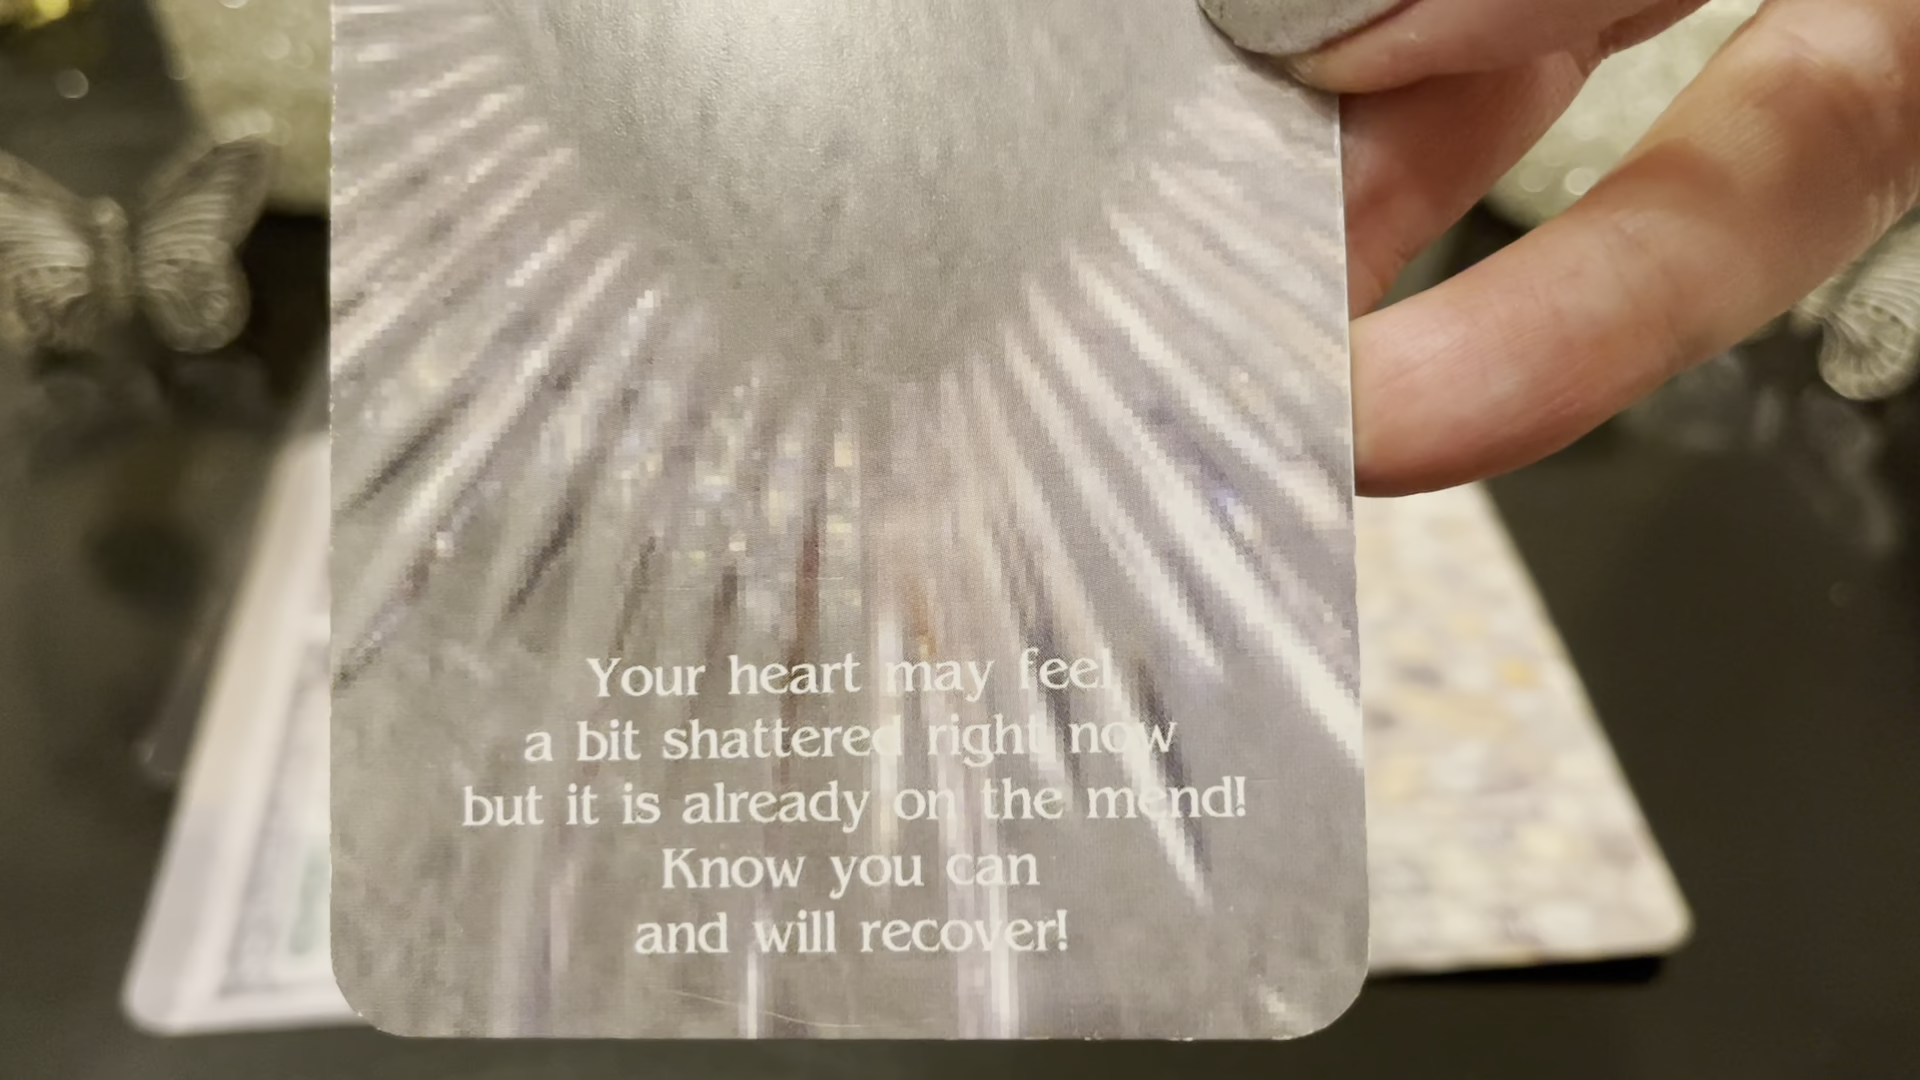 Your heart may feel
a bit shattered right now
but it is already on the mend!
Know you can
and will recover!